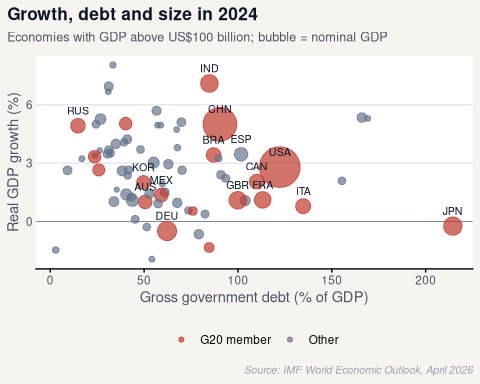 Growth, debt and size in 2024
Economies with GDP above US$100 billion; bubble = nominal GDP
Real GDP growth (%)
6
3
0
IND
RUS
CHN
BRA
ESP
USA
KOR
CAN
MEX
AUS
GBR
FRA
ITA
DEU
JPN
0
50
100
150
200
Gross government debt (% of GDP)
G20 member
Other
Source: IMF World Economic Outlook, April 2026